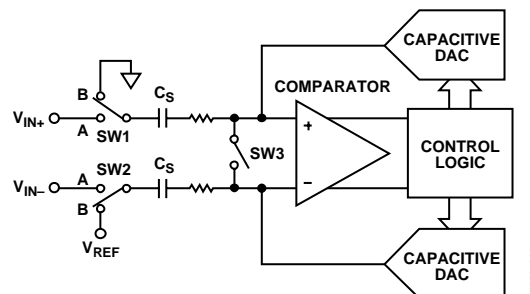 CAPACITIVE
DAC
COMPARATOR
B
CS
VIN+
A
SW1
+
SW3
CONTROL
LOGIC
CS
SW2
VIN–
A
B
–
VREF
CAPACITIVE
DAC